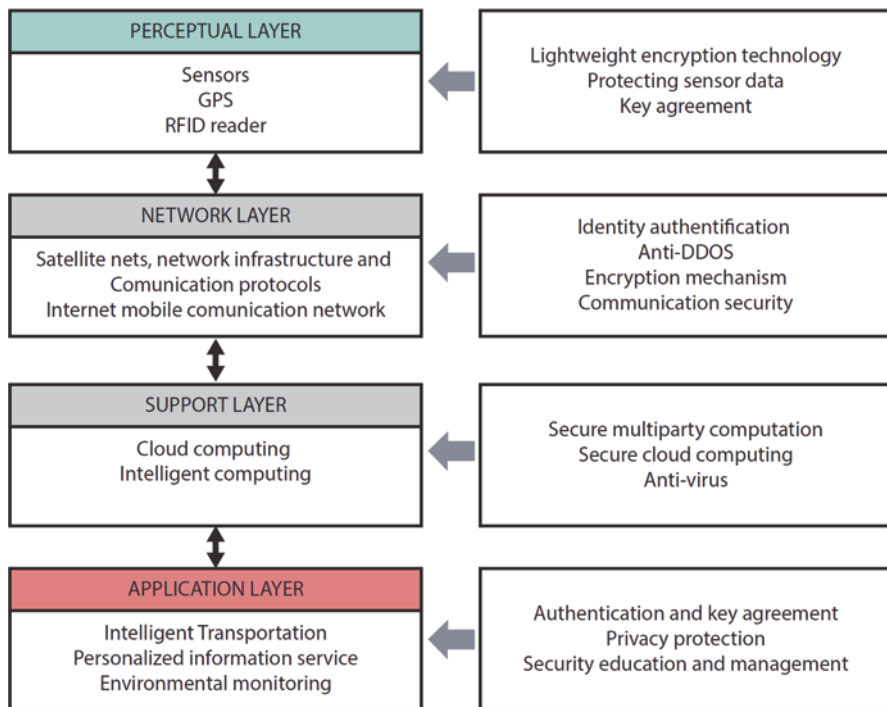 PERCEPTUAL LAYER
Sensors
GPS
RFID reader
Lightweight encryption technology
Protecting sensor data
Key agreement
NETWORK LAYER
Satellite nets, network infrastructure and
Comunication protocols
Internet mobile comunication network
Identity authentification
Anti-DDOS
Encryption mechanism
Communication security
SUPPORT LAYER
Cloud computing
Intelligent computing
Secure multiparty computation
Secure cloud computing
Anti-virus
APPLICATION LAYER
Intelligent Transportation
Personalized information service
Environmental monitoring
Authentication and key agreement
Privacy protection
Security education and management